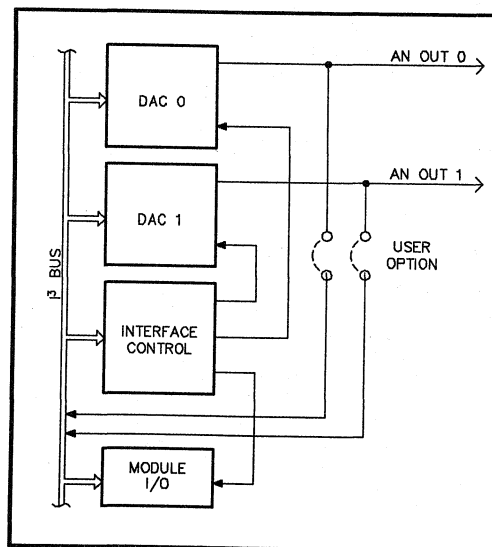 AN OUT 0
DAC 0
AN OUT 1
DAC 1
USER
OPTION
I³ BUS
INTERFACE
CONTROL
MODULE
I/O